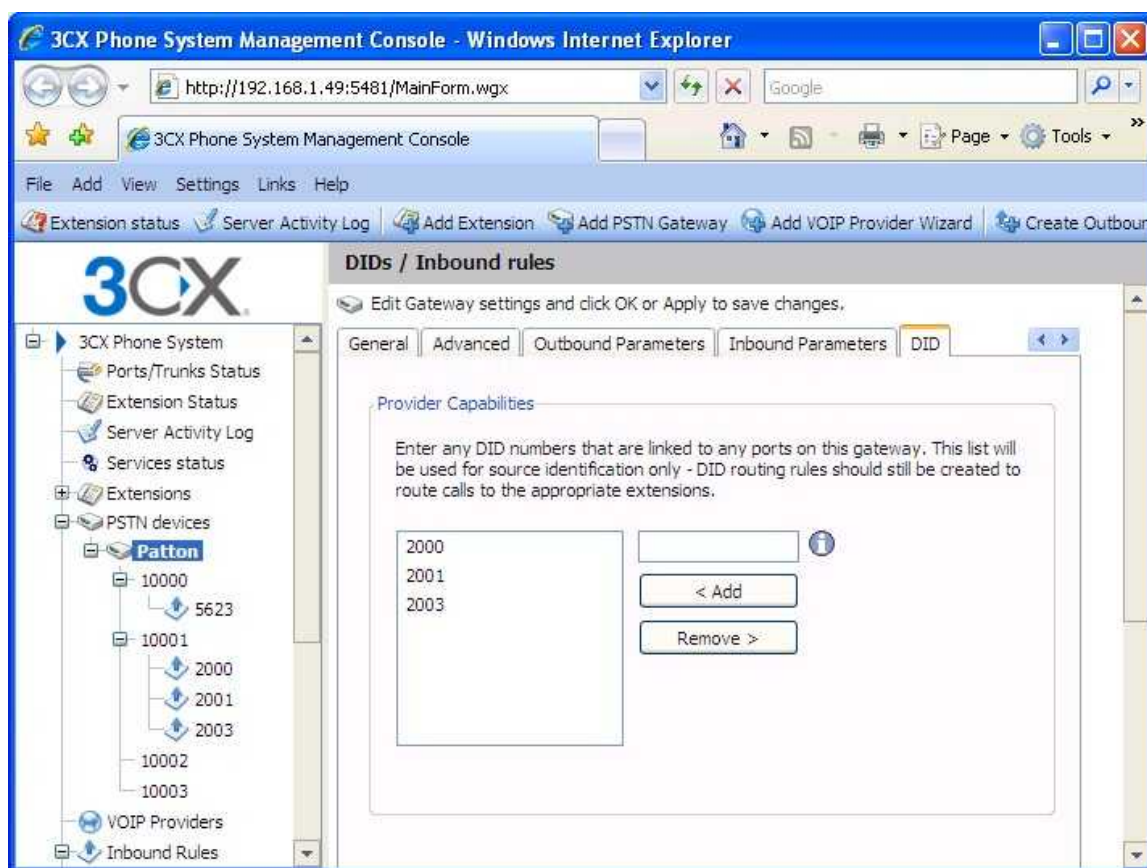 3CX Phone System Management Console - Windows Internet Explorer
http://192.168.1.49:5481/MainForm.wgx
Google
3CX Phone System Management Console
Page
Tools
»
File Add View Settings Links Help
Extension status Server Activity Log Add Extension Add PSTN Gateway Add VOIP Provider Wizard Create Outbour
3CX
DIDs / Inbound rules
Edit Gateway settings and click OK or Apply to save changes.
General Advanced Outbound Parameters Inbound Parameters DID
3CX Phone System
Ports/Trunks Status
Extension Status
Server Activity Log
Services status
Extensions
PSTN devices
Patton
10000
5623
10001
2000
2001
2003
10002
10003
VOIP Providers
Inbound Rules
Provider Capabilities
Enter any DID numbers that are linked to any ports on this gateway. This list will
be used for source identification only - DID routing rules should still be created to
route calls to the appropriate extensions.
2000
2001
2003
< Add
Remove >